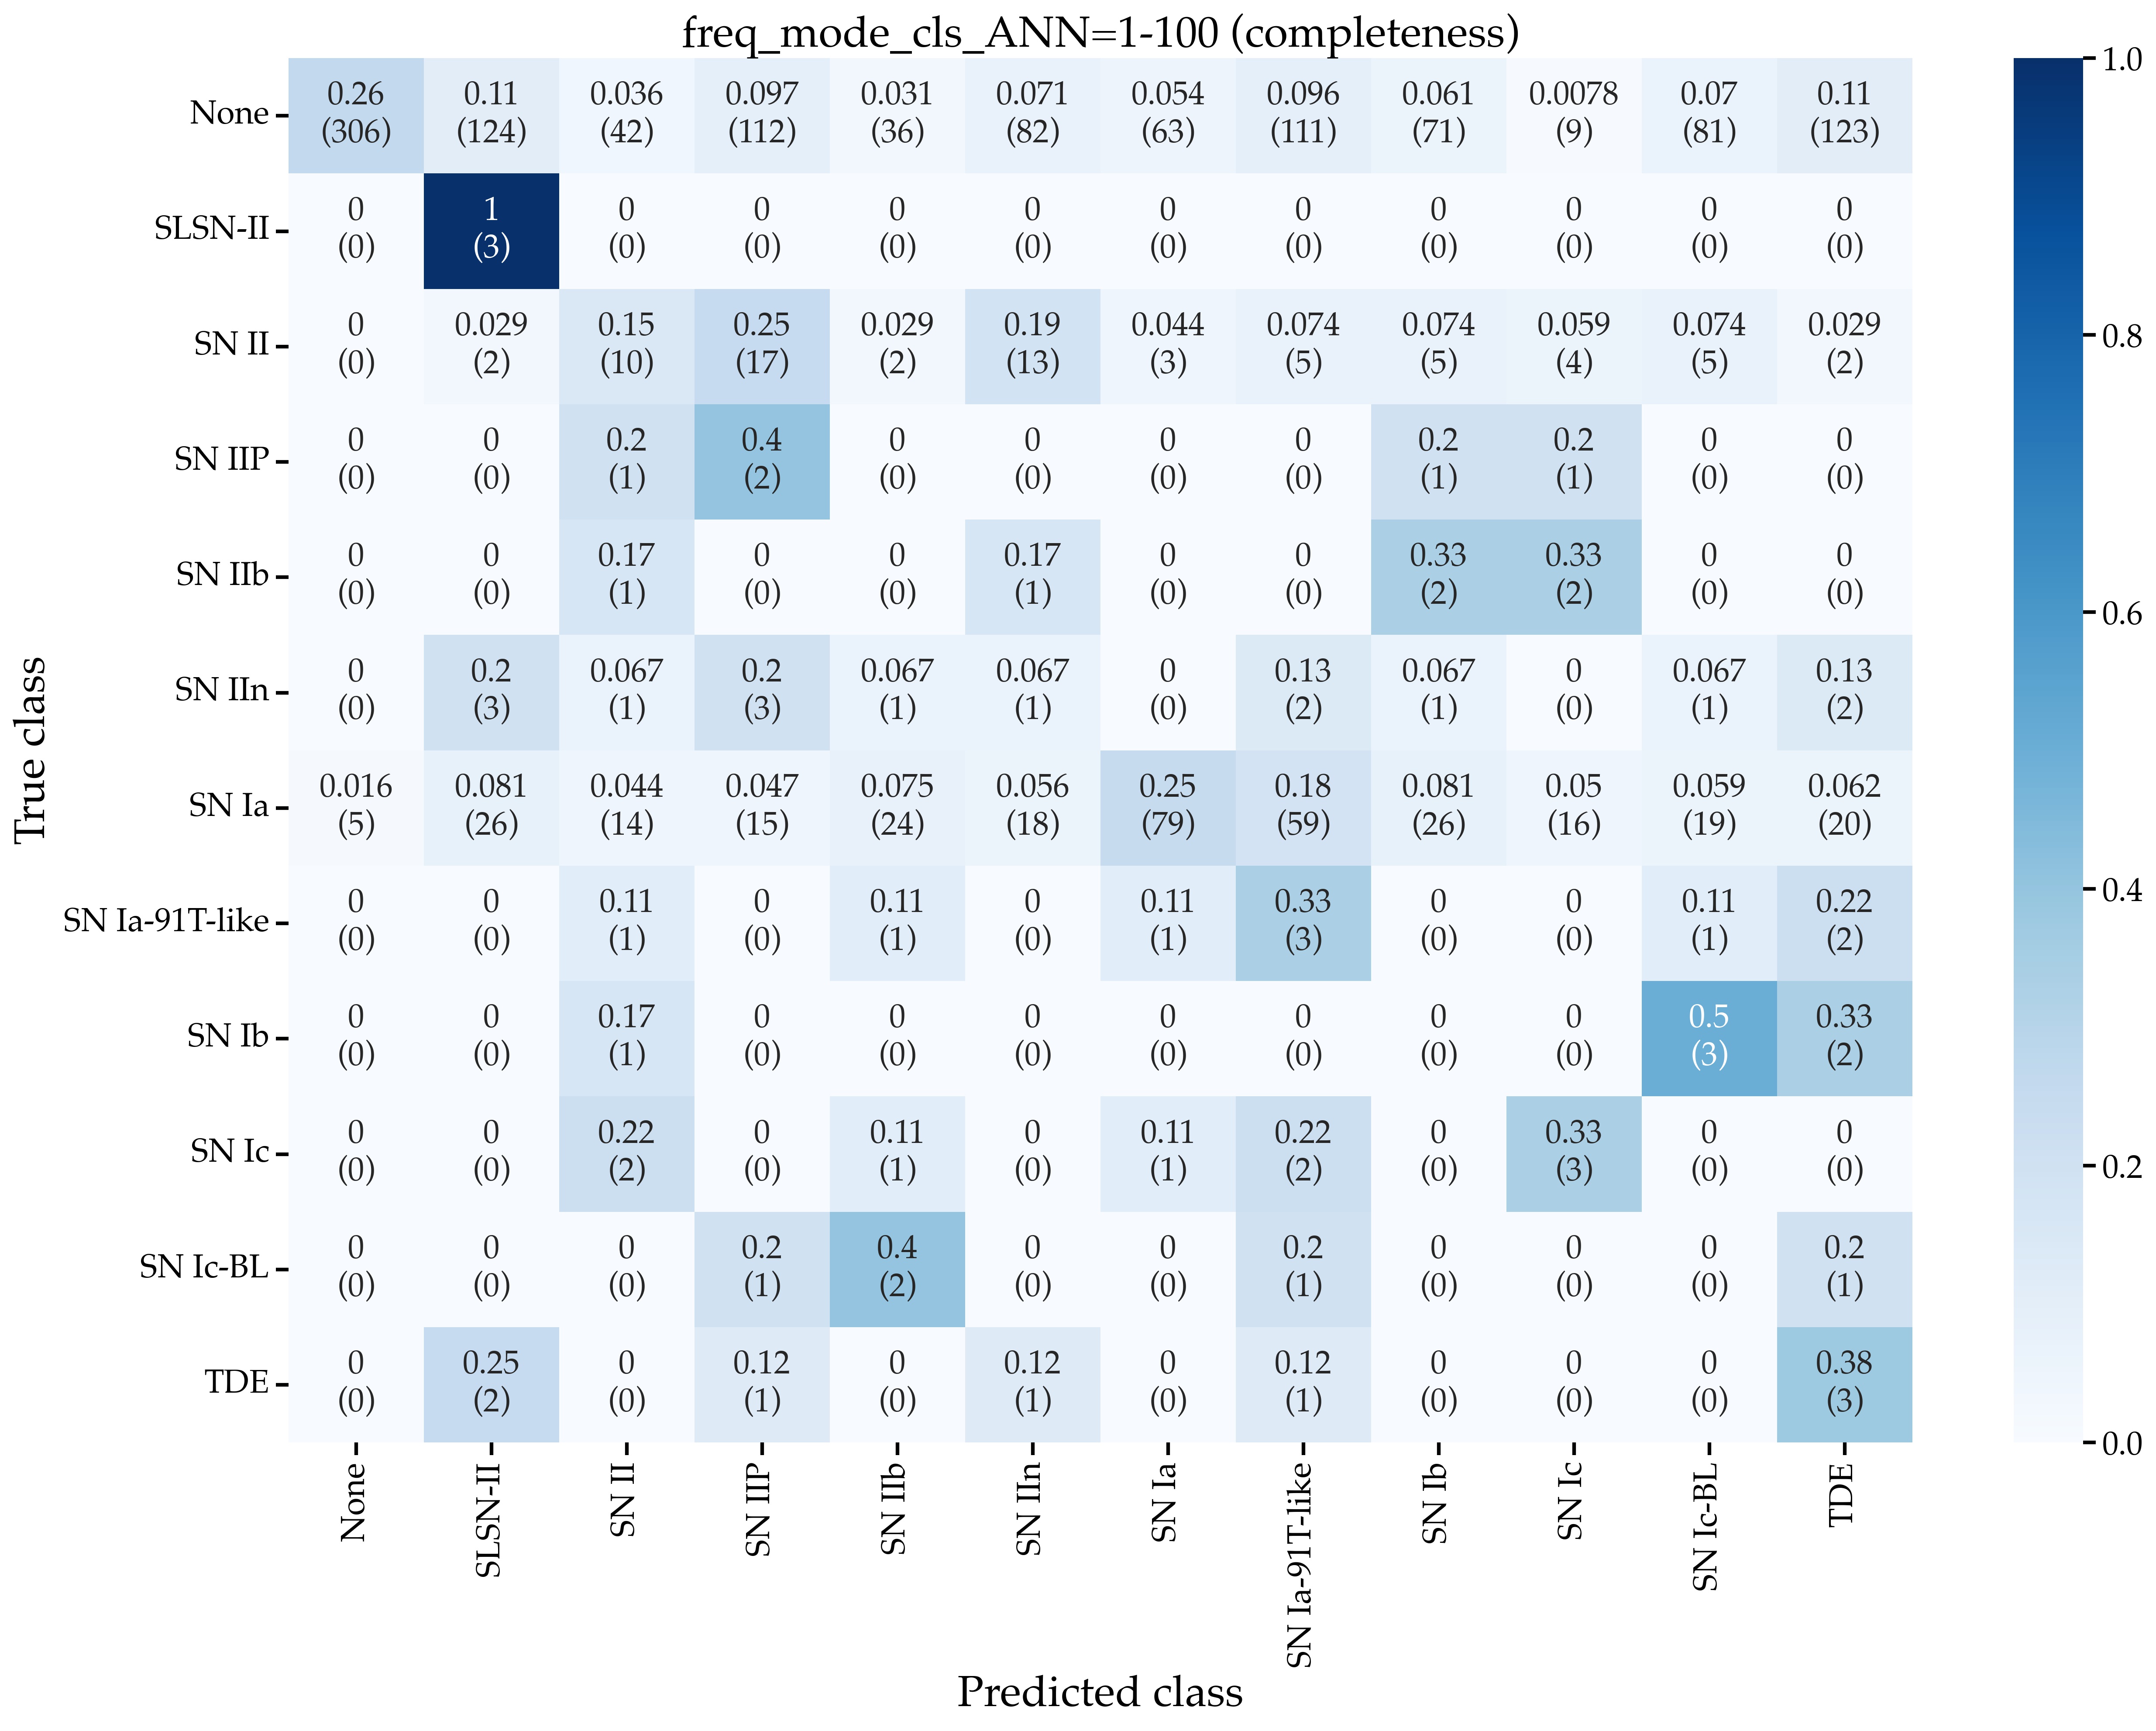 freq_mode_cls_ANN=1-100 (completeness)
None 0.26 0.11 0.036 0.097 0.031 0.071 0.054 0.096 0.061 0.0078 0.07 0.11
(306) (124) (42) (112) (36) (82) (63) (111) (71) (9) (81) (123)
SLSN-II 0 1 0 0 0 0 0 0 0 0 0 0
(0) (3) (0) (0) (0) (0) (0) (0) (0) (0) (0) (0)
SN II 0 0.029 0.15 0.25 0.029 0.19 0.044 0.074 0.074 0.059 0.074 0.029
(0) (2) (10) (17) (2) (13) (3) (5) (5) (4) (5) (2)
SN IIP 0 0 0.2 0.4 0 0 0 0 0.2 0.2 0 0
(0) (0) (1) (2) (0) (0) (0) (0) (1) (1) (0) (0)
SN IIb 0 0 0.17 0 0 0.17 0 0 0.33 0.33 0 0
(0) (0) (1) (0) (0) (1) (0) (0) (2) (2) (0) (0)
SN IIn 0 0.2 0.067 0.2 0.067 0.067 0 0.13 0.067 0 0.067 0.13
(0) (3) (1) (3) (1) (1) (0) (2) (1) (0) (1) (2)
SN Ia 0.016 0.081 0.044 0.047 0.075 0.056 0.25 0.18 0.081 0.05 0.059 0.062
(5) (26) (14) (15) (24) (18) (79) (59) (26) (16) (19) (20)
SN Ia-91T-like 0 0 0.11 0 0.11 0 0.11 0.33 0 0 0.11 0.22
(0) (0) (1) (0) (1) (0) (1) (3) (0) (0) (1) (2)
SN Ib 0 0 0.17 0 0 0 0 0 0 0 0.5 0.33
(0) (0) (1) (0) (0) (0) (0) (0) (0) (0) (3) (2)
SN Ic 0 0 0.22 0 0.11 0 0.11 0.22 0 0.33 0 0
(0) (0) (2) (0) (1) (0) (1) (2) (0) (3) (0) (0)
SN Ic-BL 0 0 0 0.2 0.4 0 0 0.2 0 0 0 0.2
(0) (0) (0) (1) (2) (0) (0) (1) (0) (0) (0) (1)
TDE 0 0.25 0 0.12 0 0.12 0 0.12 0 0 0 0.38
(0) (2) (0) (1) (0) (1) (0) (1) (0) (0) (0) (3)
None SLSN-II SN II SN IIP SN IIb SN IIn SN Ia SN Ia-91T-like SN Ib SN Ic SN Ic-BL TDE
Predicted class
True class
1.0
0.8
0.6
0.4
0.2
0.0